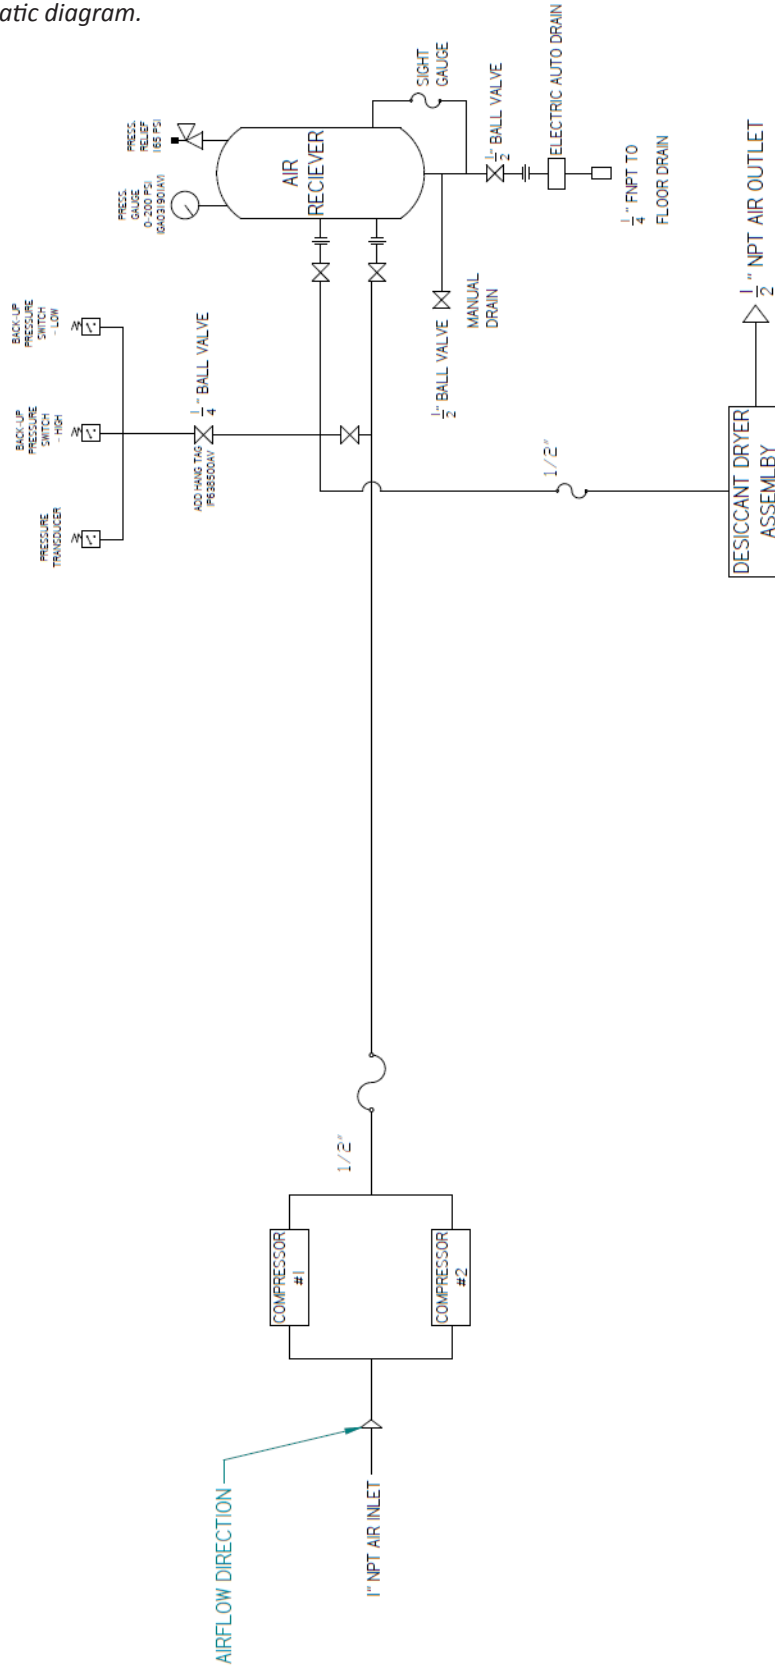 atic diagram.
SIGHT
GAUGE
1/2" BALL VALVE
ELECTRIC AUTO DRAIN
1/4" FNPT TO
FLOOR DRAIN
PRESS.
RELIEF
165 PSI
PRESS.
GAUGE
0-200 PSI
AIR
RECIEVER
BACK-UP
PRESSURE
SWITCH
- LOW
BACK-UP
PRESSURE
SWITCH
- HIGH
PRESSURE
TRANSDUCER
1/4" BALL VALVE
ADD HANG TAG
IP638500AV
1/2" BALL VALVE
MANUAL
DRAIN
1/2" NPT AIR OUTLET
1/2"
DESICCANT DRYER
ASSEMLBY
1/2"
COMPRESSOR
#1
COMPRESSOR
#2
AIRFLOW DIRECTION
1" NPT AIR INLET